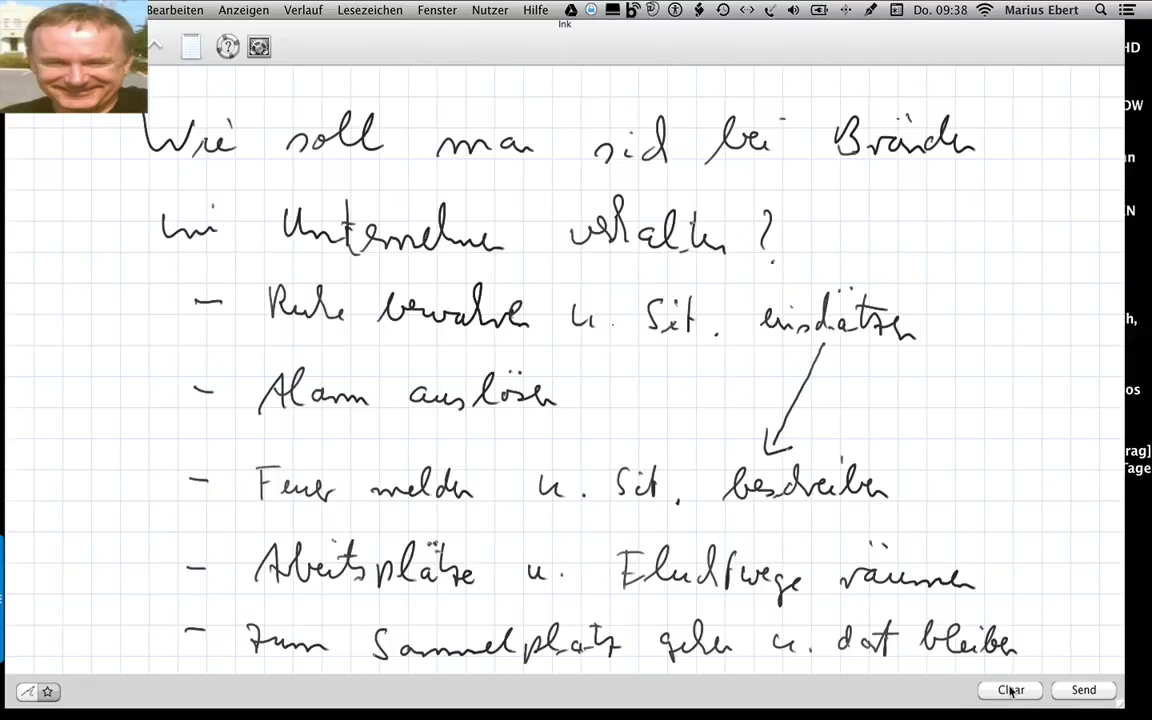 Bearbeiten Anzeigen Verlauf Lesezeichen Fenster Nutzer Hilfe Do. 09:38 Marius Ebert
Ink
HD
OW
Wie soll man sich bei Bränden
im Unternehmen verhalten?
- Ruhe bewahren u. Sit. einschätzen
- Alarm auslösen
- Feuer melden u. Sit. beschreiben
- Arbeitsplätze u. Fluchtwege räumen
- zum Sammelplatz gehen u. dort bleiben
Clear Send